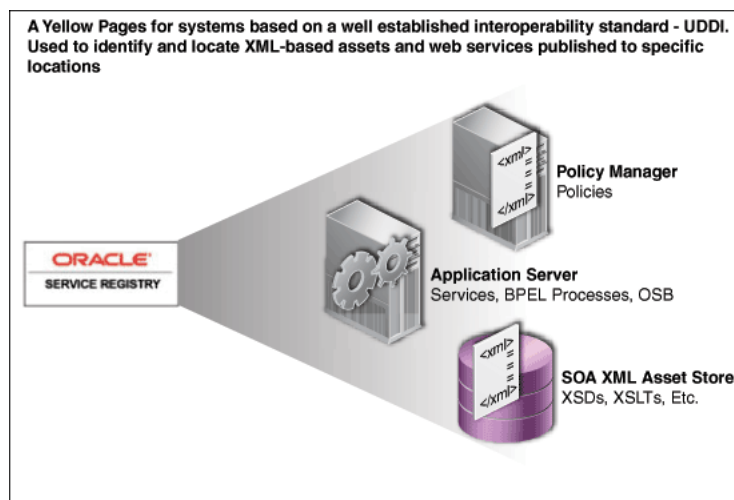 A Yellow Pages for systems based on a well established interoperability standard - UDDI.
Used to identify and locate XML-based assets and web services published to specific
locations
<xml>
=
=
=
</xml>
Policy Manager
Policies
ORACLE
SERVICE REGISTRY
Application Server
Services, BPEL Processes, OSB
<xml>
=
=
=
</xml>
SOA XML Asset Store
XSDs, XSLTs, Etc.